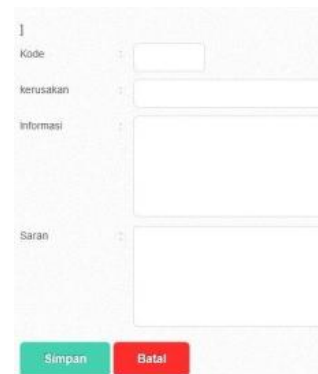 ]
Kode :
kerusakan :
Informasi :
Saran :
Simpan Batal